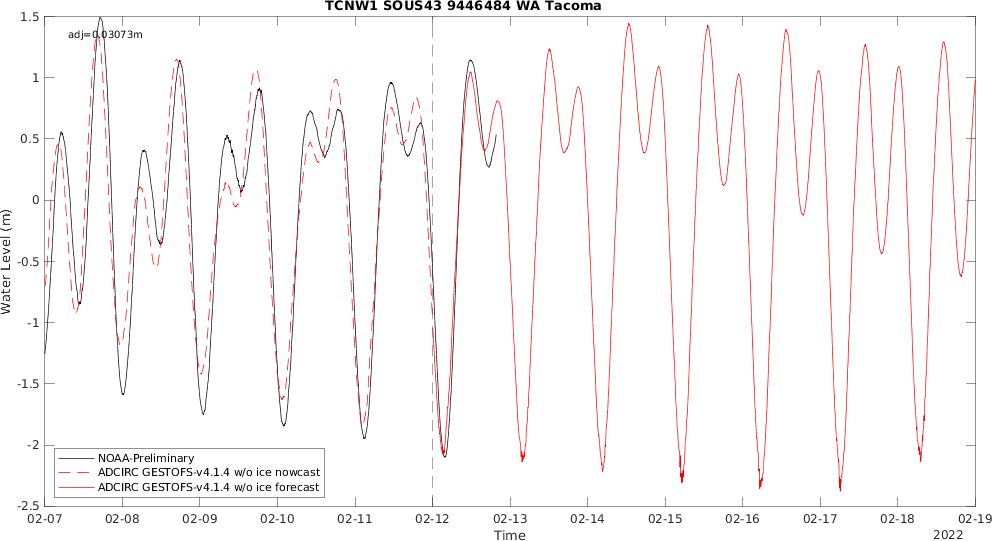 TCNW1 SOUS43 9446484 WA Tacoma
adj=0.03073m
Water Level (m)
1.5
1
0.5
0
-0.5
-1
-1.5
-2
-2.5
NOAA-Preliminary
ADCIRC GESTOFS-v4.1.4 w/o ice nowcast
ADCIRC GESTOFS-v4.1.4 w/o ice forecast
02-07 02-08 02-09 02-10 02-11 02-12 02-13 02-14 02-15 02-16 02-17 02-18 02-19
Time
2022